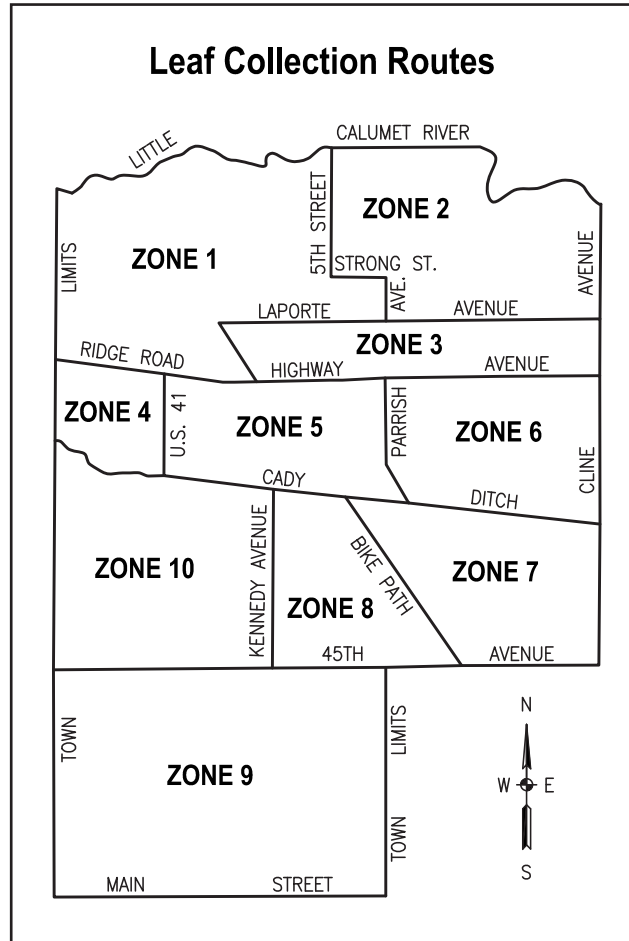 Leaf Collection Routes
LITTLE
CALUMET RIVER
5TH STREET
ZONE 2
LIMITS
ZONE 1
STRONG ST.
AVE.
AVENUE
LAPORTE
AVENUE
RIDGE ROAD
ZONE 3
HIGHWAY
AVENUE
ZONE 4
U.S. 41
ZONE 5
PARRISH
ZONE 6
CLINE
CADY
DITCH
ZONE 10
KENNEDY AVENUE
ZONE 8
BIKE PATH
ZONE 7
45TH
AVENUE
TOWN
LIMITS
ZONE 9
TOWN
N
W
E
S
MAIN
STREET